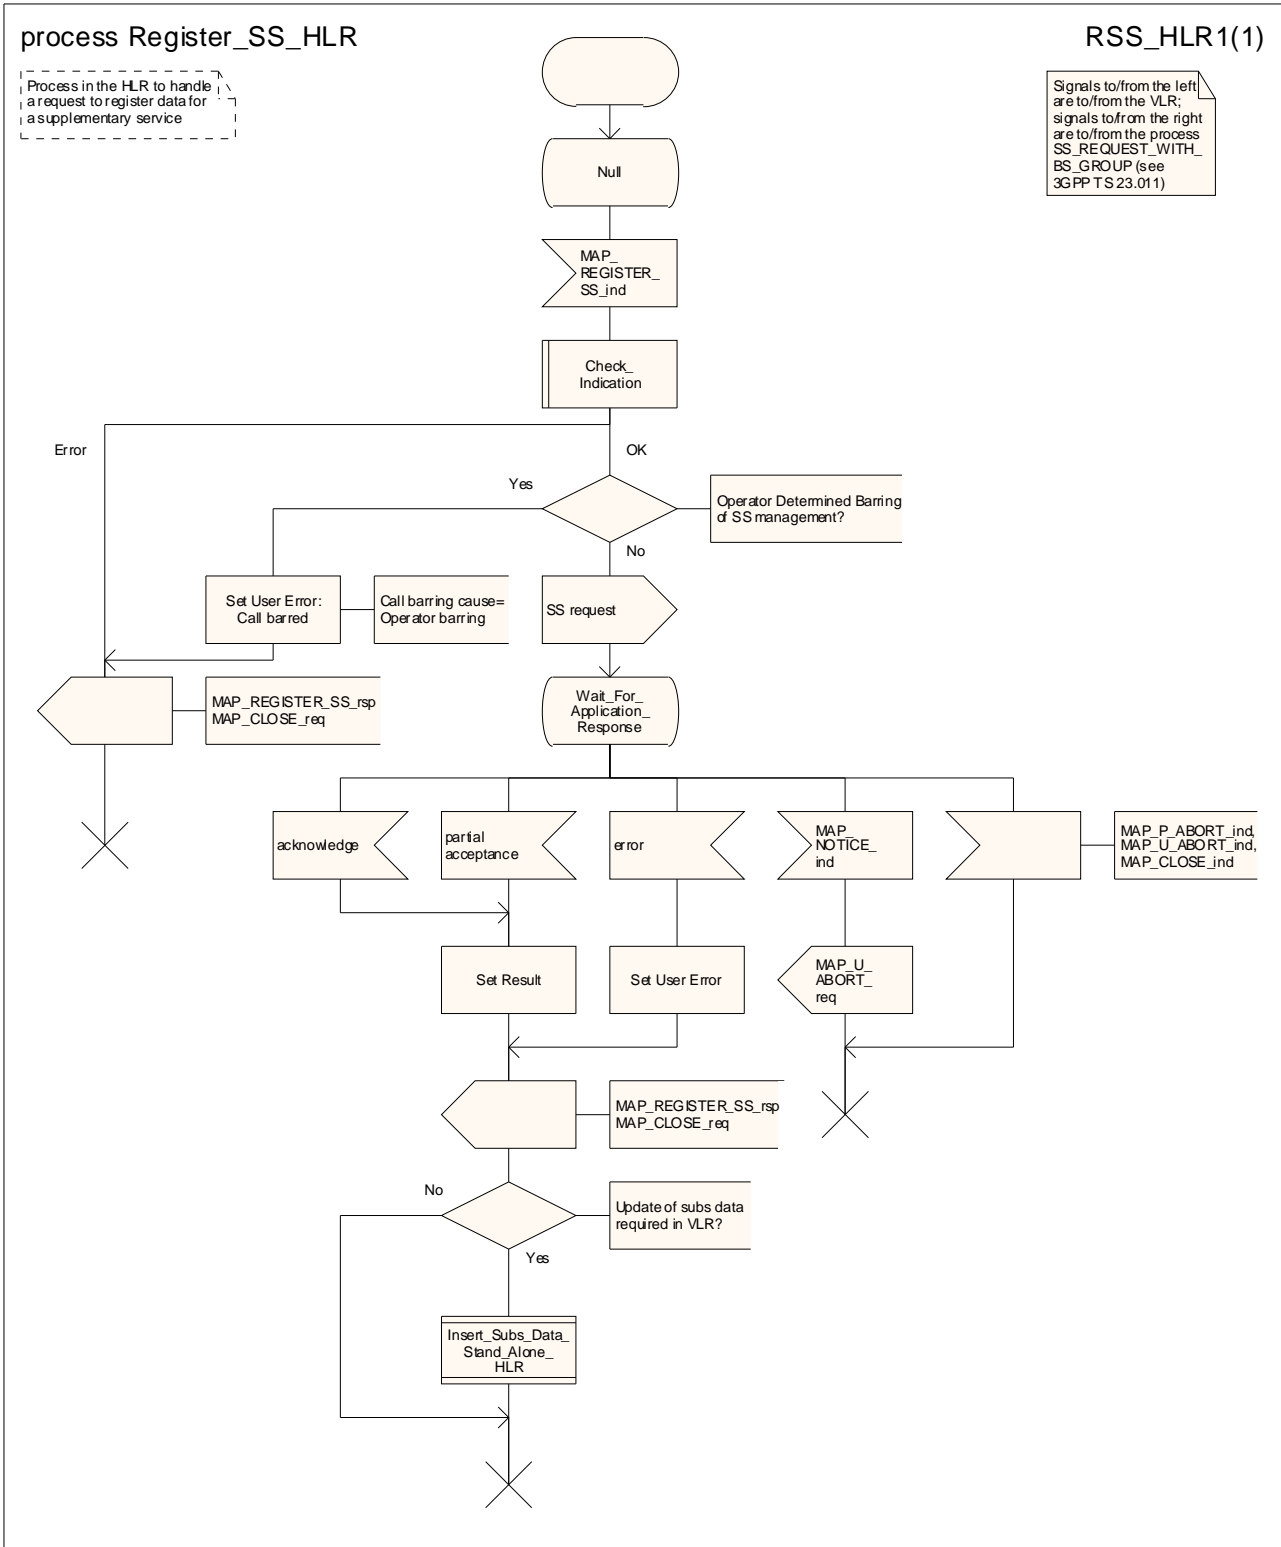 process Register_SS_HLR
RSS_HLR1(1)
Process in the HLR to handle
a request to register data for
a supplementary service
Signals to/from the left
are to/from the VLR;
signals to/from the right
are to/from the process
SS_REQUEST_WITH_
BS_GROUP (see
3GPP TS 23.011)
Null
MAP_
REGISTER_
SS_ind
Check_
Indication
Error
OK
Yes
Operator Determined Barring
of SS management?
No
Set User Error:
Call barred
Call barring cause=
Operator barring
SS request
MAP_REGISTER_SS_rsp
MAP_CLOSE_req
Wait_For_
Application_
Response
acknowledge
partial
acceptance
error
MAP_
NOTICE_
ind
MAP_P_ABORT_ind,
MAP_U_ABORT_ind,
MAP_CLOSE_ind
Set Result
Set User Error
MAP_U_
ABORT_
req
MAP_REGISTER_SS_rsp
MAP_CLOSE_req
No
Update of subs data
required in VLR?
Yes
Insert_Subs_Data_
Stand_Alone_
HLR